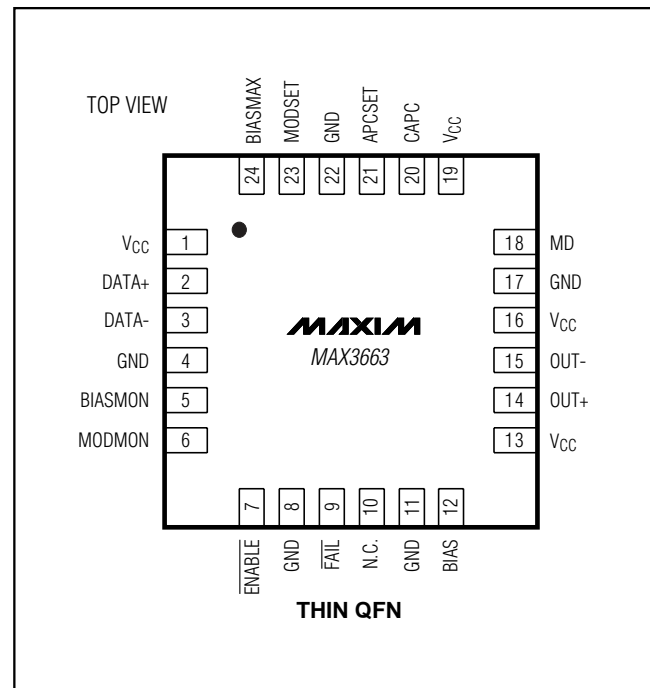 TOP VIEW
BIASMAX
MODSET
GND
APCSET
CAPC
VCC
24
23
22
21
20
19
VCC 1
DATA+ 2
DATA- 3
GND 4
BIASMON 5
MODMON 6
MAXIM
MAX3663
18 MD
17 GND
16 VCC
15 OUT-
14 OUT+
13 VCC
7
8
9
10
11
12
ENABLE
GND
FAIL
N.C.
GND
BIAS
THIN QFN